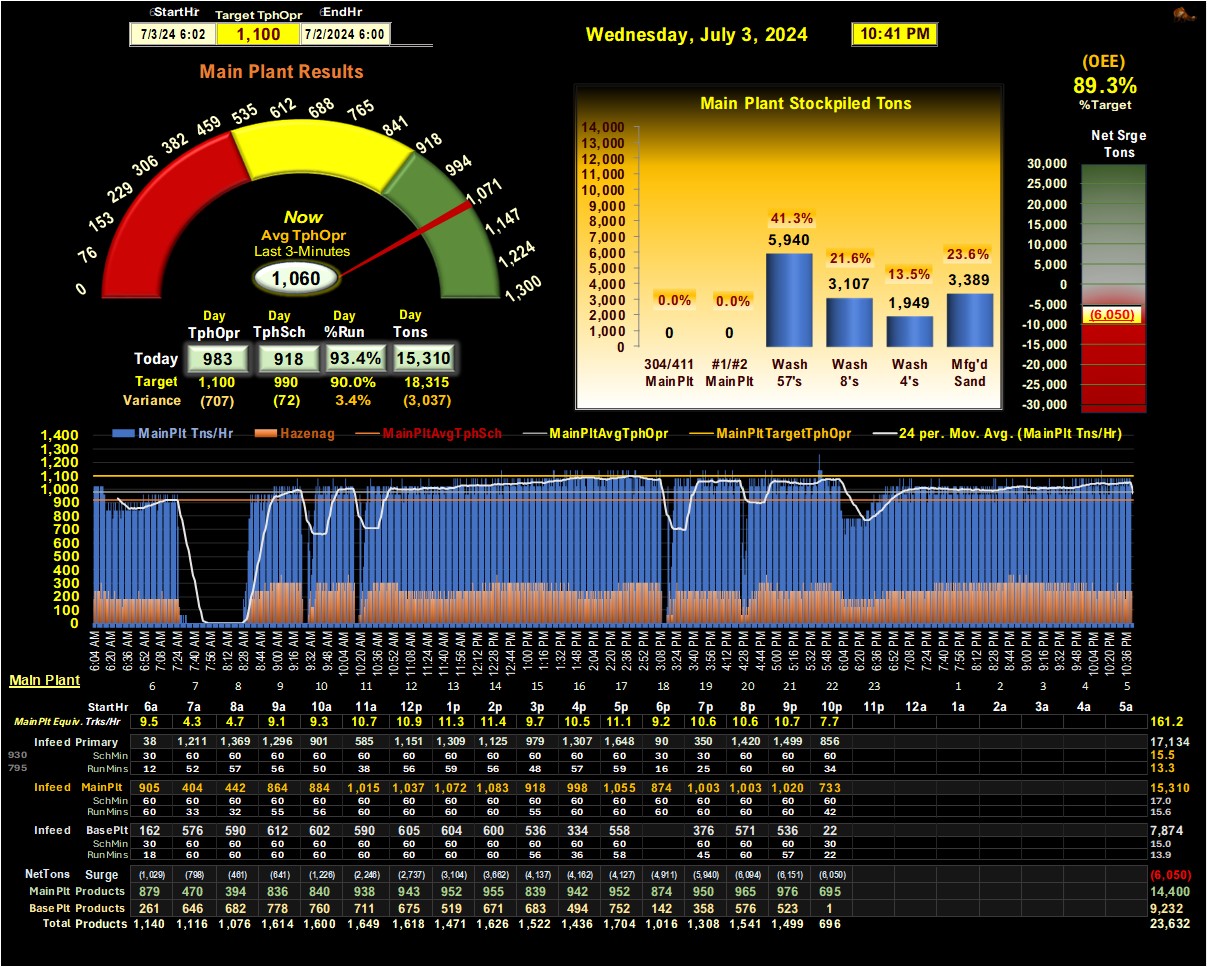 StartHr Target TphOpr EndHr
7/3/24 6:02 1,100 7/2/2024 6:00
Wednesday, July 3, 2024 10:41 PM
(OEE)
89.3%
%Target
Main Plant Results
0 76 153 229 306 382 459 535 612 688 765 841 918 994 1,071 1,147 1,224 1,300
Now
Avg TphOpr
Last 3-Minutes
1,060
Day Day Day Day
TphOpr TphSch %Run Tons
Today 983 918 93.4% 15,310
Target 1,100 990 90.0% 18,315
Variance (707) (72) 3.4% (3,037)
Main Plant Stockpiled Tons
14,000
13,000
12,000
11,000
10,000
9,000
8,000
7,000
6,000
5,000
4,000
3,000
2,000
1,000
0
0.0% 0.0% 41.3% 21.6% 13.5% 23.6%
0 0 5,940 3,107 1,949 3,389
304/411 #1/#2 Wash Wash Wash Mfg'd
MainPlt MainPlt 57's 8's 4's Sand
Net Srge
Tons
30,000
25,000
20,000
15,000
10,000
5,000
0
-5,000
(6,050)
-10,000
-15,000
-20,000
-25,000
-30,000
MainPlt Tns/Hr Hazenag MainPltAvgTphSch MainPltAvgTphOpr MainPltTargetTphOpr 24 per. Mov. Avg. (MainPlt Tns/Hr)
1,400
1,300
1,200
1,100
1,000
900
800
700
600
500
400
300
200
100
0
6:04 AM 6:20 AM 6:36 AM 6:52 AM 7:08 AM 7:24 AM 7:40 AM 7:56 AM 8:12 AM 8:28 AM 8:44 AM 9:00 AM 9:16 AM 9:32 AM 9:48 AM 10:04 AM 10:20 AM 10:36 AM 10:52 AM 11:08 AM 11:24 AM 11:40 AM 11:56 AM 12:12 PM 12:28 PM 12:44 PM 1:00 PM 1:16 PM 1:32 PM 1:48 PM 2:04 PM 2:20 PM 2:36 PM 2:52 PM 3:08 PM 3:24 PM 3:40 PM 3:56 PM 4:12 PM 4:28 PM 4:44 PM 5:00 PM 5:16 PM 5:32 PM 5:48 PM 6:04 PM 6:20 PM 6:36 PM 6:52 PM 7:08 PM 7:24 PM 7:40 PM 7:56 PM 8:12 PM 8:28 PM 8:44 PM 9:00 PM 9:16 PM 9:32 PM 9:48 PM 10:04 PM 10:20 PM 10:36 PM
Main Plant 6 7 8 9 10 11 12 13 14 15 16 17 18 19 20 21 22 23 1 2 3 4 5
StartHr 6a 7a 8a 9a 10a 11a 12p 1p 2p 3p 4p 5p 6p 7p 8p 9p 10p 11p 12a 1a 2a 3a 4a 5a
MainPlt Equiv. Trks/Hr 9.5 4.3 4.7 9.1 9.3 10.7 10.9 11.3 11.4 9.7 10.5 11.1 9.2 10.6 10.6 10.7 7.7 161.2
Infeed Primary 38 1,211 1,369 1,296 901 585 1,151 1,309 1,125 979 1,307 1,648 90 350 1,420 1,499 856 17,134
930 SchMin 30 60 60 60 60 60 60 60 60 60 60 60 30 30 60 60 60 15.5
795 RunMins 12 52 57 56 50 38 56 59 56 48 57 59 16 25 60 60 34 13.3
Infeed MainPlt 905 404 442 864 884 1,015 1,037 1,072 1,083 918 998 1,055 874 1,003 1,003 1,020 733 15,310
SchMin 60 60 60 60 60 60 60 60 60 60 60 60 60 60 60 60 60 17.0
RunMins 60 33 32 55 56 60 60 60 60 55 60 60 60 60 60 60 42 15.6
Infeed BasePlt 162 576 590 612 602 590 605 604 600 536 334 558 376 571 536 22 7,874
SchMin 30 60 60 60 60 60 60 60 60 60 60 60 60 60 60 30 15.0
RunMins 18 60 60 60 60 60 60 60 60 56 36 58 45 60 57 22 13.9
NetTons Surge (1,029) (798) (461) (641) (1,226) (2,246) (2,737) (3,104) (3,662) (4,137) (4,162) (4,127) (4,911) (5,940) (6,094) (6,151) (6,050) (6,050)
MainPlt Products 879 470 394 836 840 938 943 952 955 839 942 952 874 950 965 976 695 14,400
BasePlt Products 261 646 682 778 760 711 675 519 671 683 494 752 142 358 576 523 1 9,232
Total Products 1,140 1,116 1,076 1,614 1,600 1,649 1,618 1,471 1,626 1,522 1,436 1,704 1,016 1,308 1,541 1,499 696 23,632